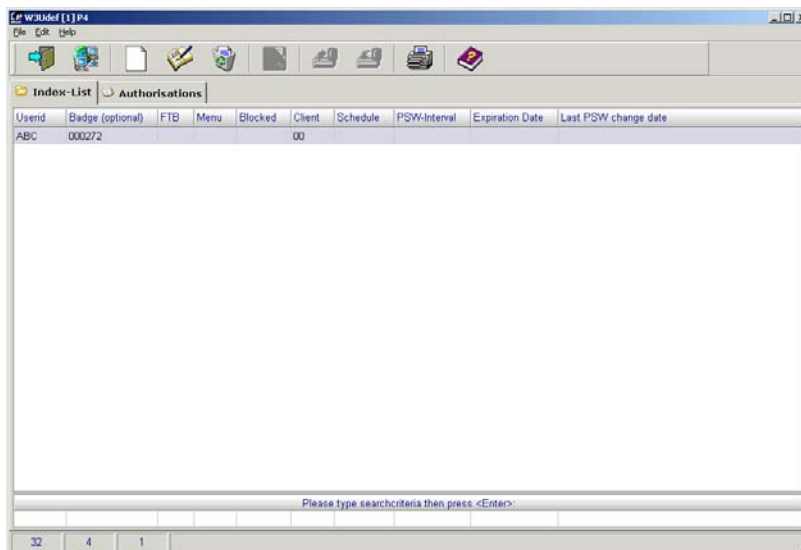 W3Udef [1] P4
File Edit Help
Index-List Authorisations
Userid Badge (optional) FTB Menu Blocked Client Schedule PSW-Interval Expiration Date Last PSW change date
ABC 000272 00
Please type searchcriteria then press <Enter>:
32 4 1